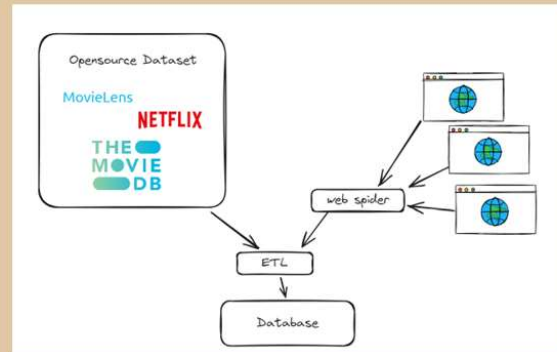 Opensource Dataset
MovieLens
NETFLIX
THE
MOVIE
DB
web spider
ETL
Database